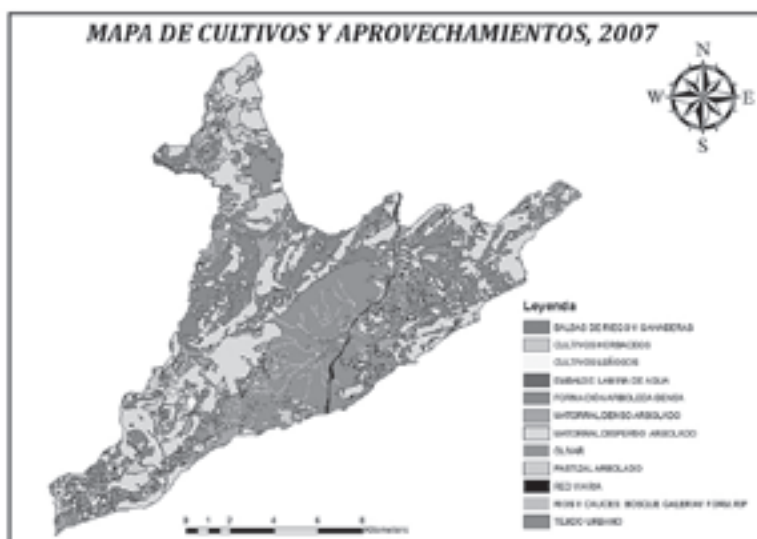 MAPA DE CULTIVOS Y APROVECHAMIENTOS, 2007
N
W E
S
Leyenda
BALSAS DE RIEGO Y GANADERAS
CULTIVOS HERBACEOS
CULTIVOS LEÑOSOS
EMBALSE: LAMINA DE AGUA
FORMACION ARBOLEDA DENSA
MATORRAL DENSO ARBOLADO
MATORRAL DISPERSO ARBOLADO
OLIVAR
PASTIZAL ARBOLADO
RED VIARIA
RIOS Y CAUCES: BOSQUE GALERIA Y FORM.RIP
TEJIDO URBANO
0 1 2 4 6 8
Kilometers